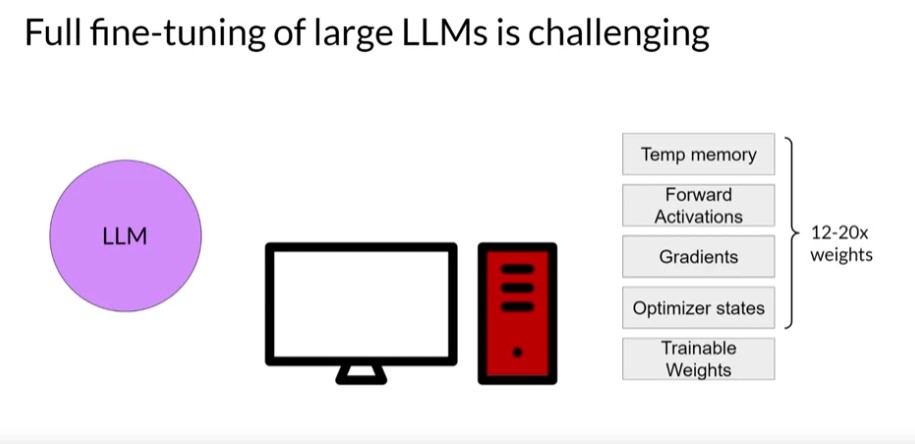 Full fine-tuning of large LLMs is challenging
LLM
Temp memory
Forward
Activations
Gradients
Optimizer states
Trainable
Weights
12-20x
weights